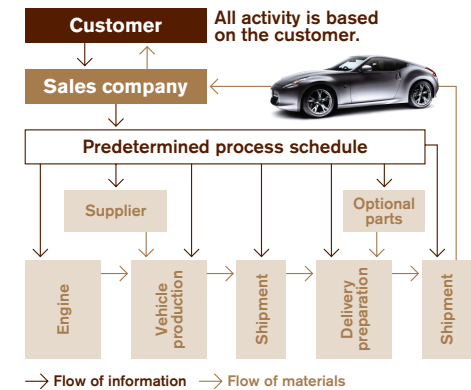 Customer
All activity is based
on the customer.
Sales company
Predetermined process schedule
Supplier
Optional
parts
Engine
Vehicle
production
Shipment
Delivery
preparation
Shipment
Flow of information
Flow of materials